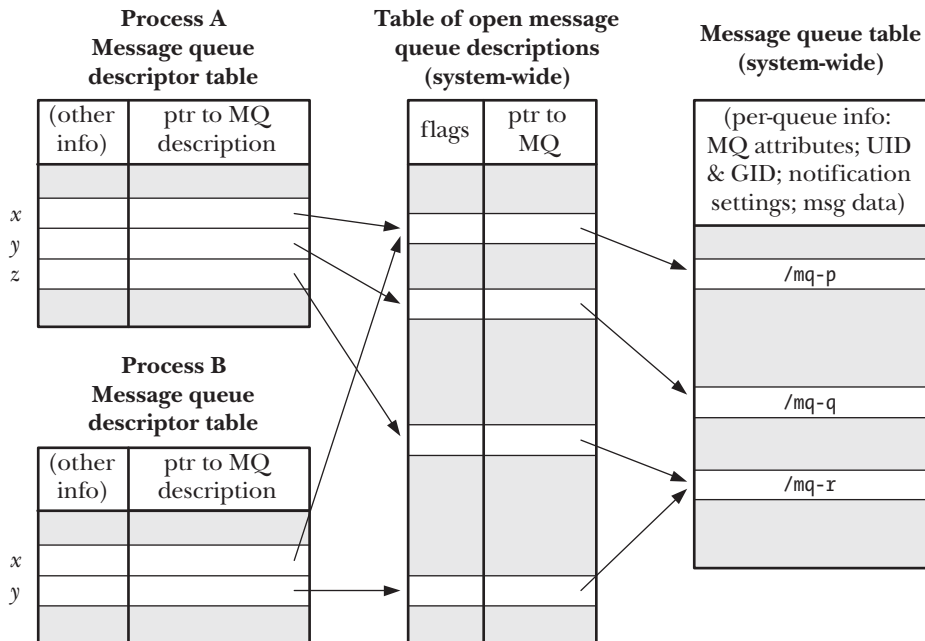 Process A
Message queue
descriptor table
(other
info)
ptr to MQ
description
x
y
z
Process B
Message queue
descriptor table
(other
info)
ptr to MQ
description
x
y
Table of open message
queue descriptions
(system-wide)
flags
ptr to
MQ
Message queue table
(system-wide)
(per-queue info:
MQ attributes; UID
& GID; notification
settings; msg data)
/mq-p
/mq-q
/mq-r